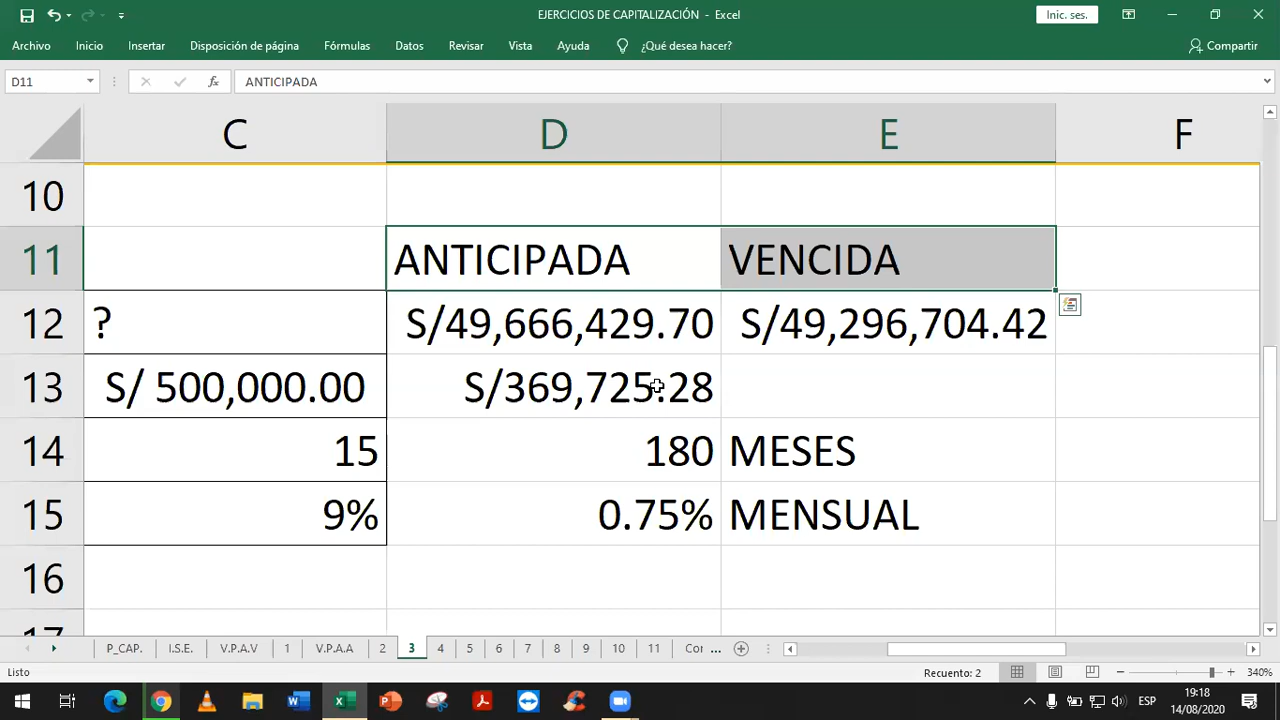 EJERCICIOS DE CAPITALIZACIÓN - Excel
Inic. ses.
Archivo Inicio Insertar Disposición de página Fórmulas Datos Revisar Vista Ayuda ¿Qué desea hacer? Compartir
D11 fx ANTICIPADA
C D E F
10
11 ANTICIPADA VENCIDA
12 ? S/49,666,429.70 S/49,296,704.42
13 S/ 500,000.00 S/369,725.28
14 15 180 MESES
15 9% 0.75% MENSUAL
16
17
P_CAP. I.S.E. V.P.A.V 1 V.P.A.A 2 3 4 5 6 7 8 9 10 11 Cor ...
Listo Recuento: 2 340%
ESP 19:18
14/08/2020